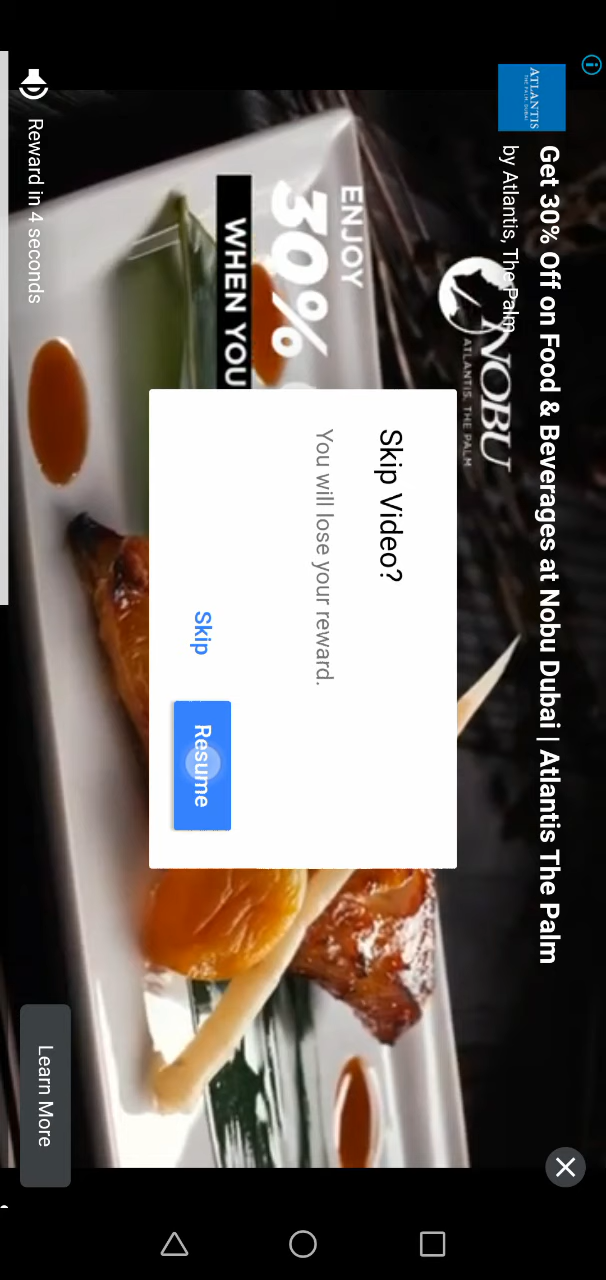 ATLANTIS
THE PALM, DUBAI
Get 30% Off on Food & Beverages at Nobu Dubai | Atlantis The Palm
by Atlantis, The Palm
NOBU
ATLANTIS, THE PALM
ENJOY
30%
WHEN YOU
Skip Video?
You will lose your reward.
Skip
Resume
Reward in 4 seconds
Learn More